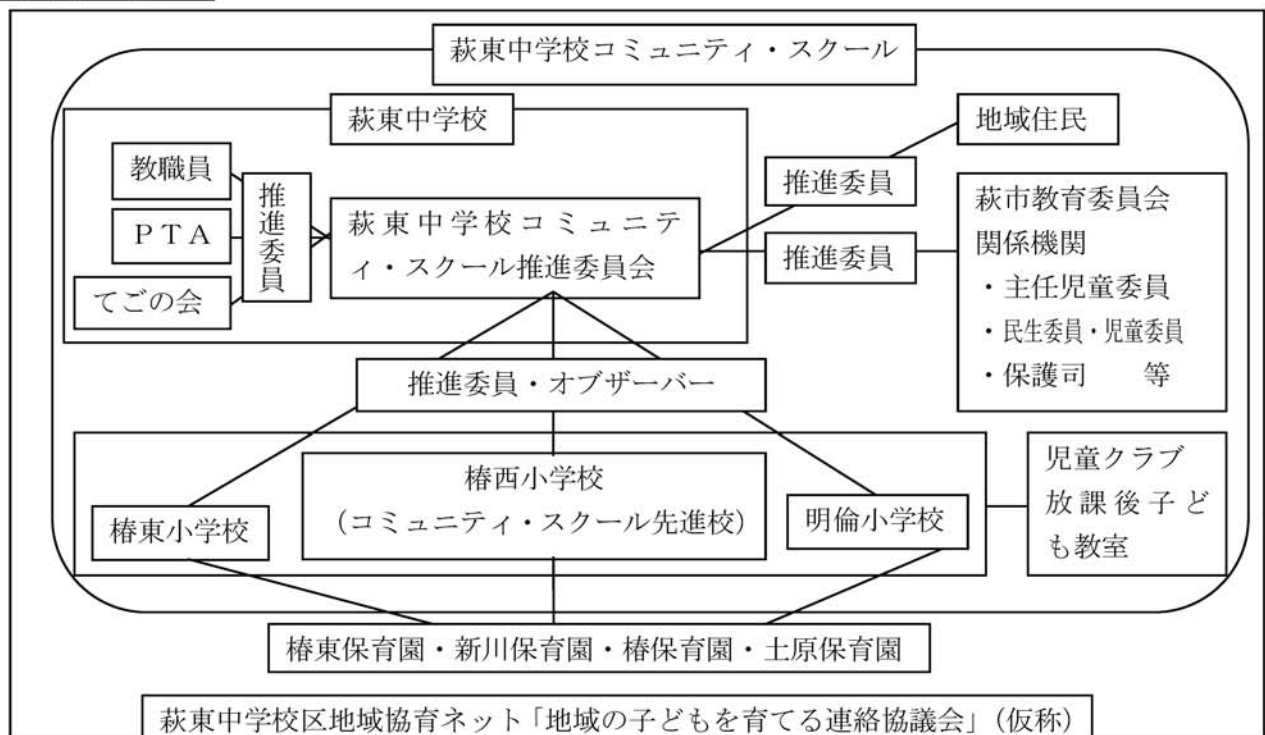 萩東中学校コミュニティ・スクール
萩東中学校
地域住民
教職員
PTA
てごの会
推進委員
萩東中学校コミュニテ
ィ・スクール推進委員会
推進委員
推進委員
萩市教育委員会
関係機関
・主任児童委員
・民生委員・児童委員
・保護司　　等
推進委員・オブザーバー
椿東小学校
椿西小学校
（コミュニティ・スクール先進校）
明倫小学校
児童クラブ
放課後子ど
も教室
椿東保育園・新川保育園・椿保育園・土原保育園
萩東中学校区地域協育ネット「地域の子どもを育てる連絡協議会」（仮称）